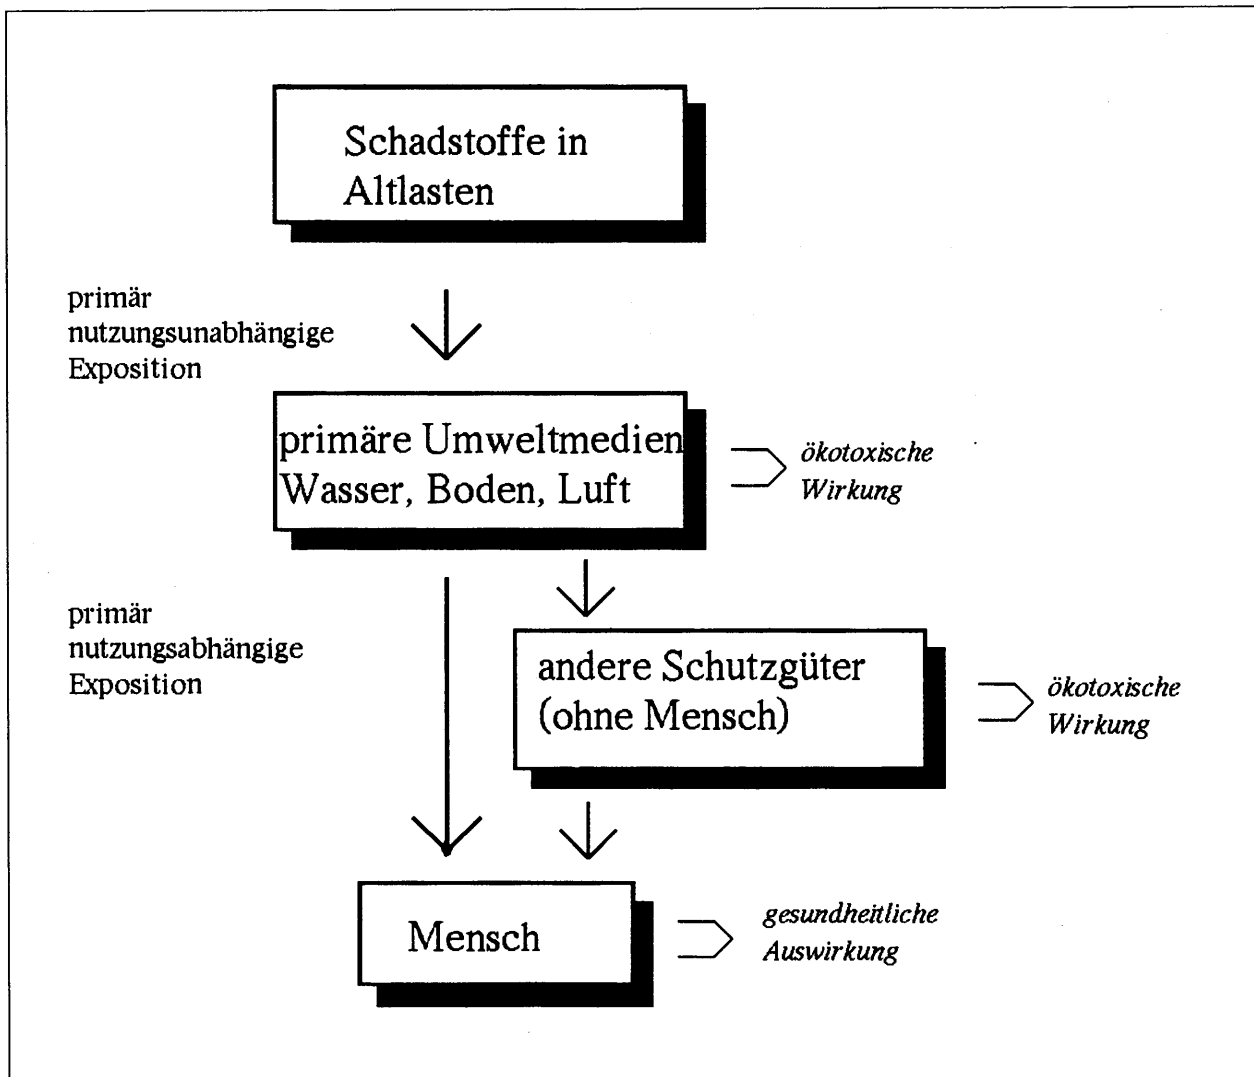 Schadstoffe in
Altlasten
primär
nutzungsunabhängige
Exposition
primäre Umweltmedien
Wasser, Boden, Luft
ökotoxische
Wirkung
primär
nutzungsabhängige
Exposition
andere Schutzgüter
(ohne Mensch)
ökotoxische
Wirkung
Mensch
gesundheitliche
Auswirkung